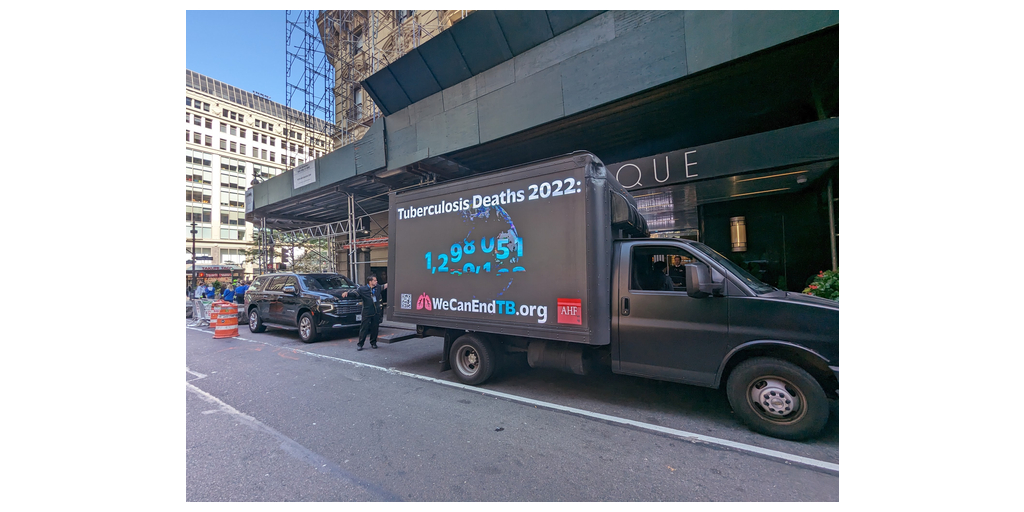 QUE
Tuberculosis Deaths 2022:
WeCanEndTB.org
AHF